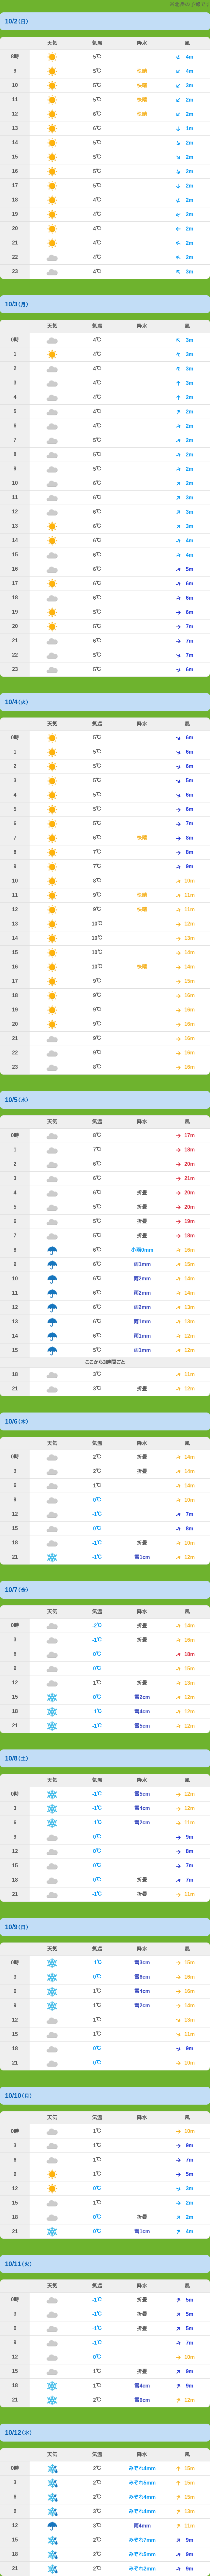 10/2(日)
天気 気温 降水 風
8時 5℃ 4m
9 5℃ 快晴 4m
10 5℃ 快晴 3m
11 5℃ 快晴 2m
12 6℃ 快晴 2m
13 6℃ 1m
14 5℃ 2m
15 5℃ 2m
16 5℃ 2m
17 5℃ 2m
18 4℃ 2m
19 4℃ 2m
20 4℃ 2m
21 4℃ 2m
22 4℃ 2m
23 4℃ 3m
10/3(月)
天気 気温 降水 風
0時 4℃ 3m
1 4℃ 3m
2 4℃ 3m
3 4℃ 3m
4 4℃ 2m
5 4℃ 2m
6 4℃ 2m
7 5℃ 2m
8 5℃ 2m
9 5℃ 2m
10 6℃ 2m
11 6℃ 3m
12 6℃ 3m
13 6℃ 3m
14 6℃ 4m
15 6℃ 4m
16 6℃ 5m
17 6℃ 6m
18 6℃ 6m
19 5℃ 6m
20 5℃ 7m
21 6℃ 7m
22 5℃ 7m
23 5℃ 6m
10/4(火)
天気 気温 降水 風
0時 5℃ 6m
1 5℃ 6m
2 5℃ 6m
3 5℃ 5m
4 5℃ 6m
5 5℃ 6m
6 5℃ 7m
7 6℃ 快晴 8m
8 7℃ 8m
9 7℃ 9m
10 8℃ 10m
11 9℃ 快晴 11m
12 9℃ 快晴 11m
13 10℃ 12m
14 10℃ 13m
15 10℃ 14m
16 10℃ 快晴 14m
17 9℃ 15m
18 9℃ 16m
19 9℃ 16m
20 9℃ 16m
21 9℃ 16m
22 9℃ 16m
23 8℃ 16m
10/5(水)
天気 気温 降水 風
0時 8℃ 17m
1 7℃ 18m
2 6℃ 20m
3 6℃ 21m
4 6℃ 折曇 20m
5 5℃ 折曇 20m
6 5℃ 折曇 19m
7 5℃ 折曇 18m
8 6℃ 小雨0mm 16m
9 6℃ 雨1mm 15m
10 6℃ 雨2mm 14m
11 6℃ 雨2mm 14m
12 6℃ 雨2mm 13m
13 6℃ 雨1mm 13m
14 6℃ 雨1mm 12m
15 5℃ 雨1mm 12m
ここから3時間ごと
18 3℃ 11m
21 3℃ 折曇 12m
10/6(木)
天気 気温 降水 風
0時 2℃ 折曇 14m
3 2℃ 折曇 14m
6 1℃ 14m
9 0℃ 10m
12 -1℃ 7m
15 0℃ 8m
18 -1℃ 折曇 10m
21 -1℃ 雪1cm 12m
10/7(金)
天気 気温 降水 風
0時 -2℃ 折曇 14m
3 -1℃ 折曇 16m
6 0℃ 18m
9 0℃ 15m
12 1℃ 折曇 13m
15 0℃ 雪2cm 12m
18 -1℃ 雪4cm 12m
21 -1℃ 雪5cm 12m
10/8(土)
天気 気温 降水 風
0時 -1℃ 雪5cm 12m
3 -1℃ 雪4cm 12m
6 -1℃ 雪2cm 11m
9 0℃ 9m
12 0℃ 8m
15 0℃ 7m
18 0℃ 折曇 7m
21 -1℃ 折曇 11m
10/9(日)
天気 気温 降水 風
0時 -1℃ 雪3cm 15m
3 0℃ 雪6cm 16m
6 1℃ 雪4cm 16m
9 1℃ 雪2cm 14m
12 1℃ 13m
15 1℃ 11m
18 0℃ 9m
21 0℃ 10m
10/10(月)
天気 気温 降水 風
0時 1℃ 10m
3 1℃ 9m
6 1℃ 7m
9 1℃ 5m
12 0℃ 3m
15 1℃ 2m
18 0℃ 折曇 2m
21 0℃ 雪1cm 4m
10/11(火)
天気 気温 降水 風
0時 -1℃ 折曇 5m
3 -1℃ 折曇 5m
6 -1℃ 折曇 5m
9 -1℃ 7m
12 0℃ 10m
15 1℃ 折曇 9m
18 1℃ 雪4cm 9m
21 2℃ 雪6cm 12m
10/12(水)
天気 気温 降水 風
0時 2℃ みぞれ4mm 15m
3 2℃ みぞれ5mm 15m
6 2℃ みぞれ4mm 15m
9 3℃ みぞれ4mm 13m
12 3℃ 雨4mm 11m
15 2℃ みぞれ7mm 9m
18 2℃ みぞれ5mm 9m
21 2℃ みぞれ2mm 9m